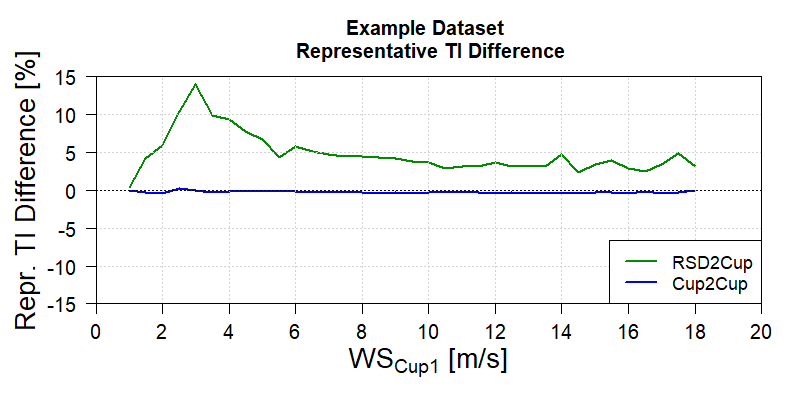 Example Dataset
Representative TI Difference
Repr. TI Difference [%]
15
10
5
0
-5
-10
-15
RSD2Cup
Cup2Cup
0 2 4 6 8 10 12 14 16 18 20
WSCup1 [m/s]